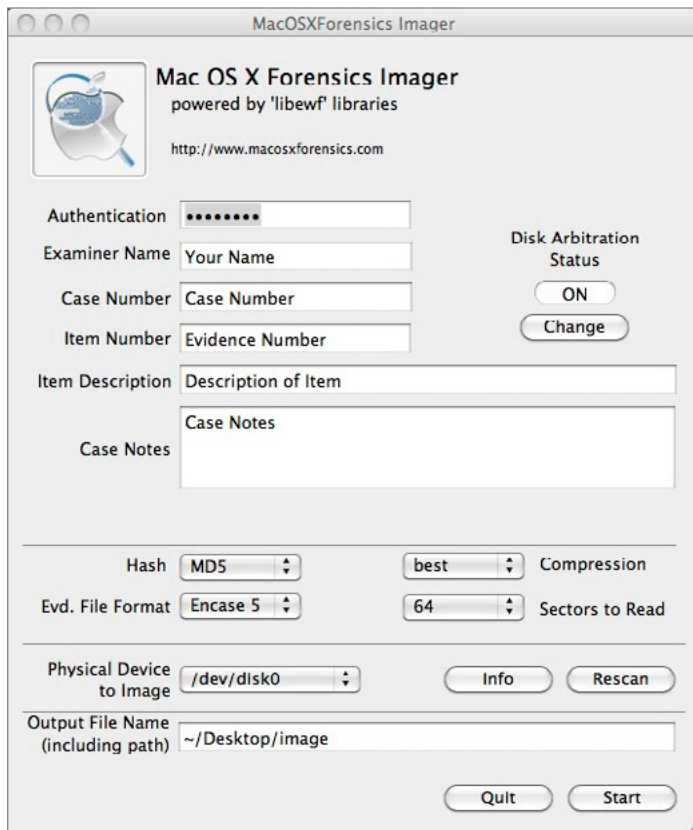 MacOSXForensics Imager
Mac OS X Forensics Imager
powered by 'libewf' libraries
http://www.macosxforensics.com
Authentication ••••••••
Examiner Name Your Name
Case Number Case Number
Item Number Evidence Number
Disk Arbitration
Status
ON
Change
Item Description Description of Item
Case Notes Case Notes
Hash MD5 best Compression
Evd. File Format Encase 5 64 Sectors to Read
Physical Device
to Image /dev/disk0 Info Rescan
Output File Name
(including path) ~/Desktop/image
Quit Start